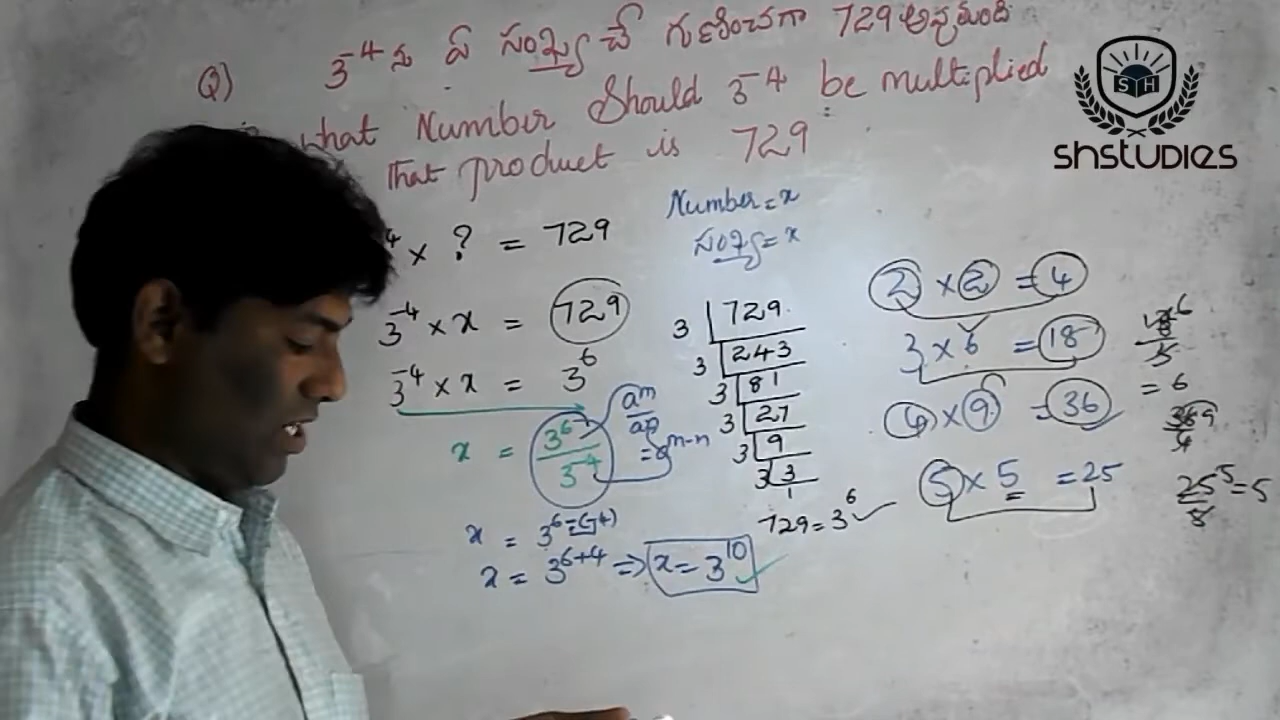 Q) 3⁻⁴ ను ఏ సంఖ్య చే గుణించగా 729 అవుతుంది
what Number Should 3⁻⁴ be multiplied
That product is 729
Number = x
సంఖ్య = x
⁴ × ? = 729
3⁻⁴ × x = 729
3⁻⁴ × x = 3⁶
x = 3⁶ / 3⁻⁴
aᵐ / aⁿ = aᵐ⁻ⁿ
x = 3⁶⁻⁽⁻⁴⁾
x = 3⁶⁺⁴ ⇒ x = 3¹⁰
3 | 729
3 | 243
3 | 81
3 | 27
3 | 9
3 | 3
1
729 = 3⁶
2 × 2 = 4
3 × 6 = 18
= 6
4 × 9 = 36
5 × 5 = 25
25 = 5
SH
shstudies